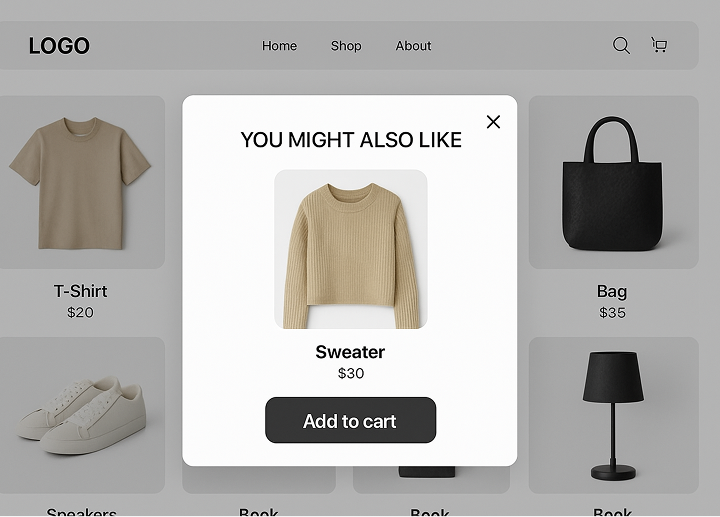 LOGO
Home Shop About
YOU MIGHT ALSO LIKE
T-Shirt
$20
Bag
$35
Sweater
$30
Add to cart
Speakers
Book
Book
Book